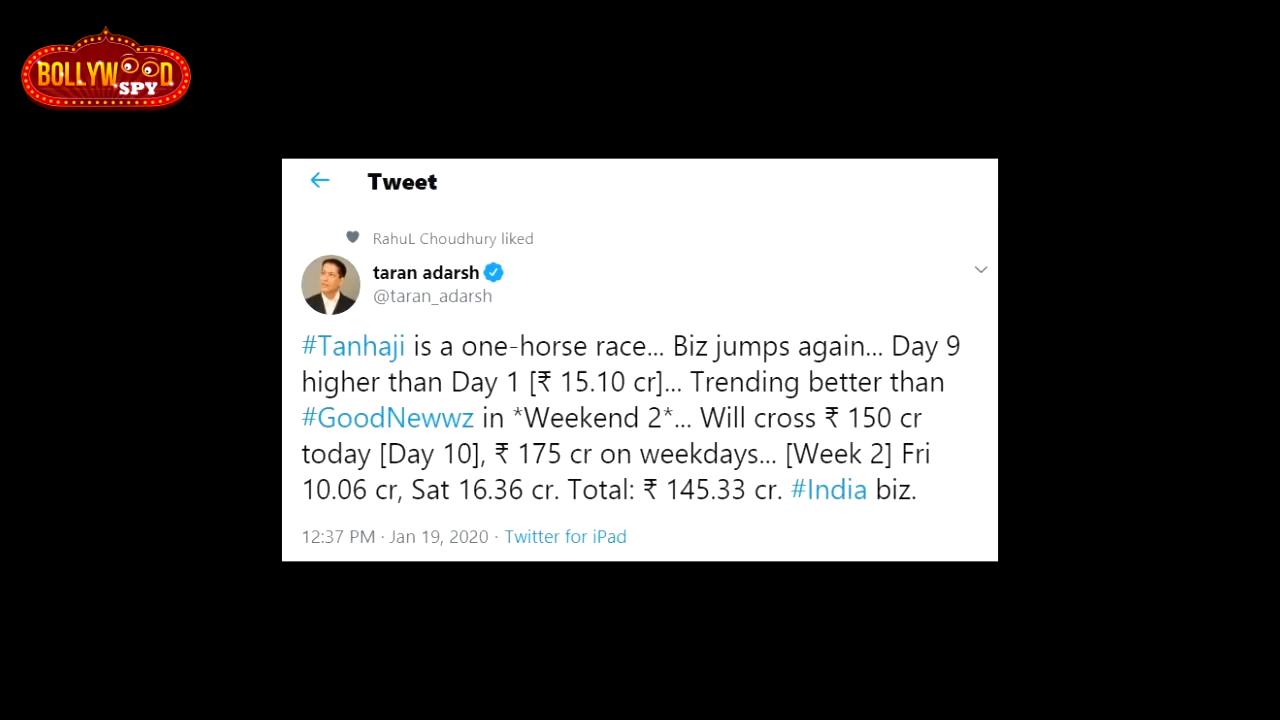 BOLLYWOOD
SPY
Tweet
RahuL Choudhury liked
taran adarsh
@taran_adarsh
#Tanhaji is a one-horse race... Biz jumps again... Day 9
higher than Day 1 [₹ 15.10 cr]... Trending better than
#GoodNewwz in *Weekend 2*... Will cross ₹ 150 cr
today [Day 10], ₹ 175 cr on weekdays... [Week 2] Fri
10.06 cr, Sat 16.36 cr. Total: ₹ 145.33 cr. #India biz.
12:37 PM · Jan 19, 2020 · Twitter for iPad